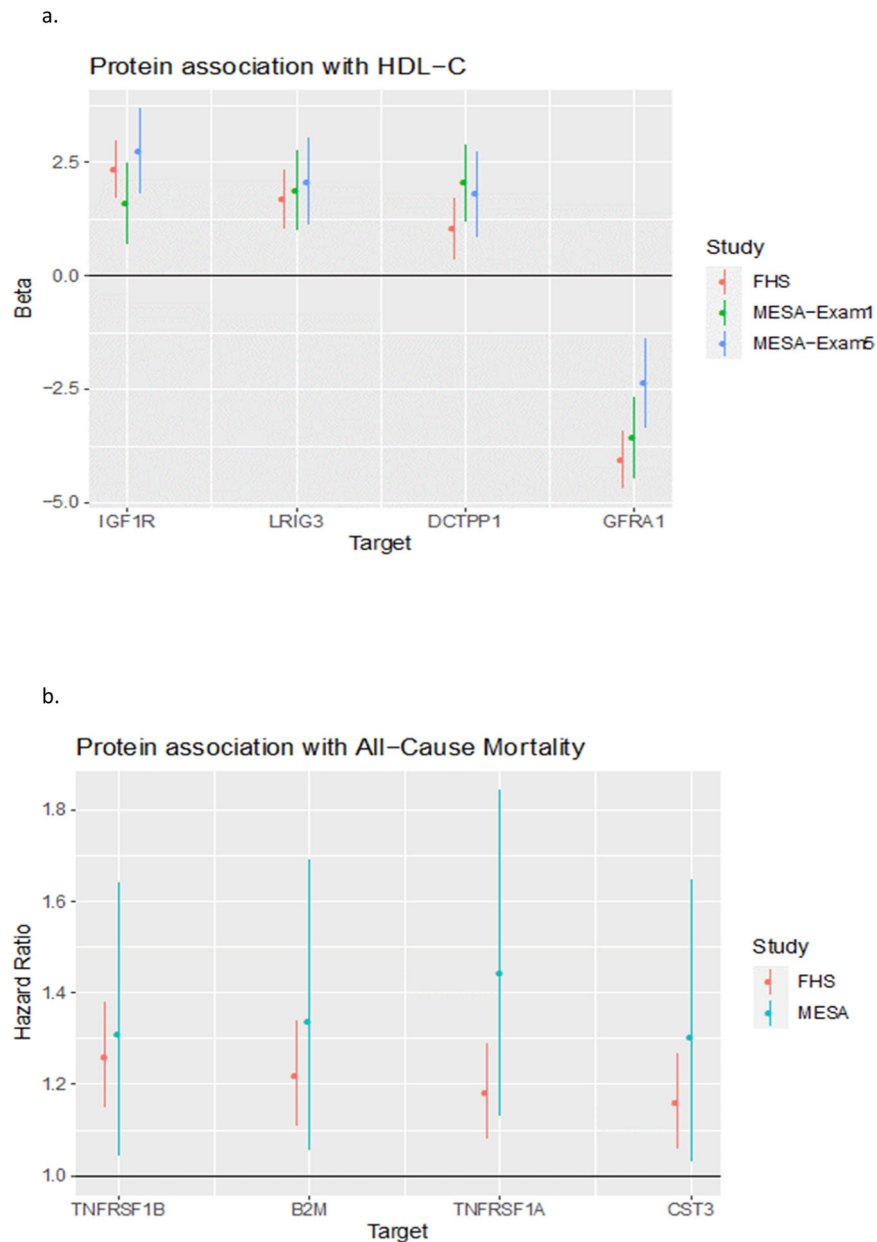 a.
Protein association with HDL−C
2.5
0.0
−2.5
−5.0
Beta
IGF1R LRIG3 DCTPP1 GFRA1
Target
Study
FHS
MESA−Exam1
MESA−Exam5
b.
Protein association with All−Cause Mortality
1.8
1.6
1.4
1.2
1.0
Hazard Ratio
TNFRSF1B B2M TNFRSF1A CST3
Target
Study
FHS
MESA